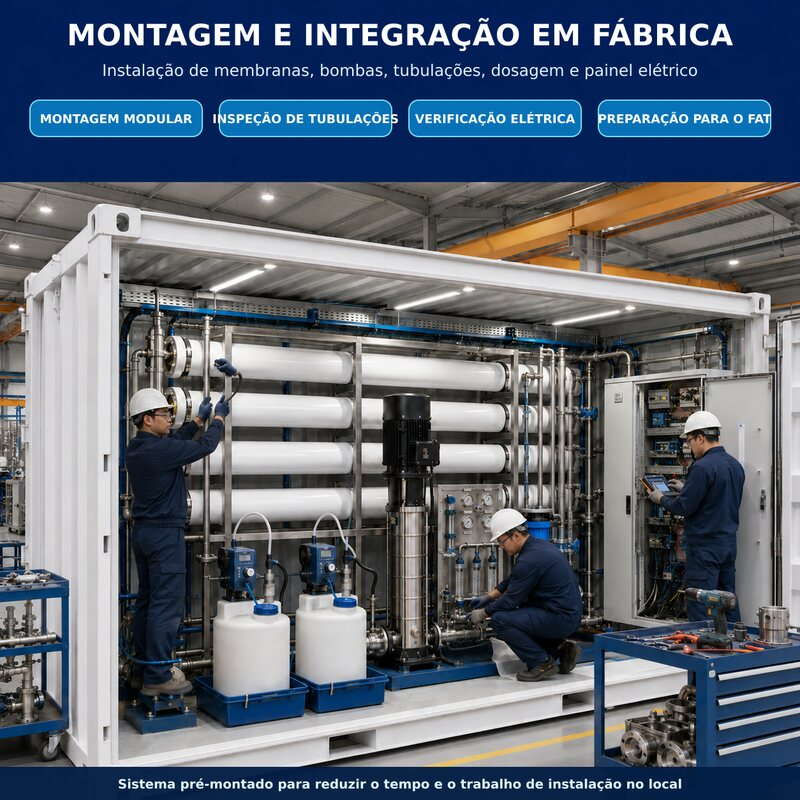 MONTAGEM E INTEGRAÇÃO EM FÁBRICA
Instalação de membranas, bombas, tubulações, dosagem e painel elétrico
MONTAGEM MODULAR
INSPEÇÃO DE TUBULAÇÕES
VERIFICAÇÃO ELÉTRICA
PREPARAÇÃO PARA O FAT
Sistema pré-montado para reduzir o tempo e o trabalho de instalação no local